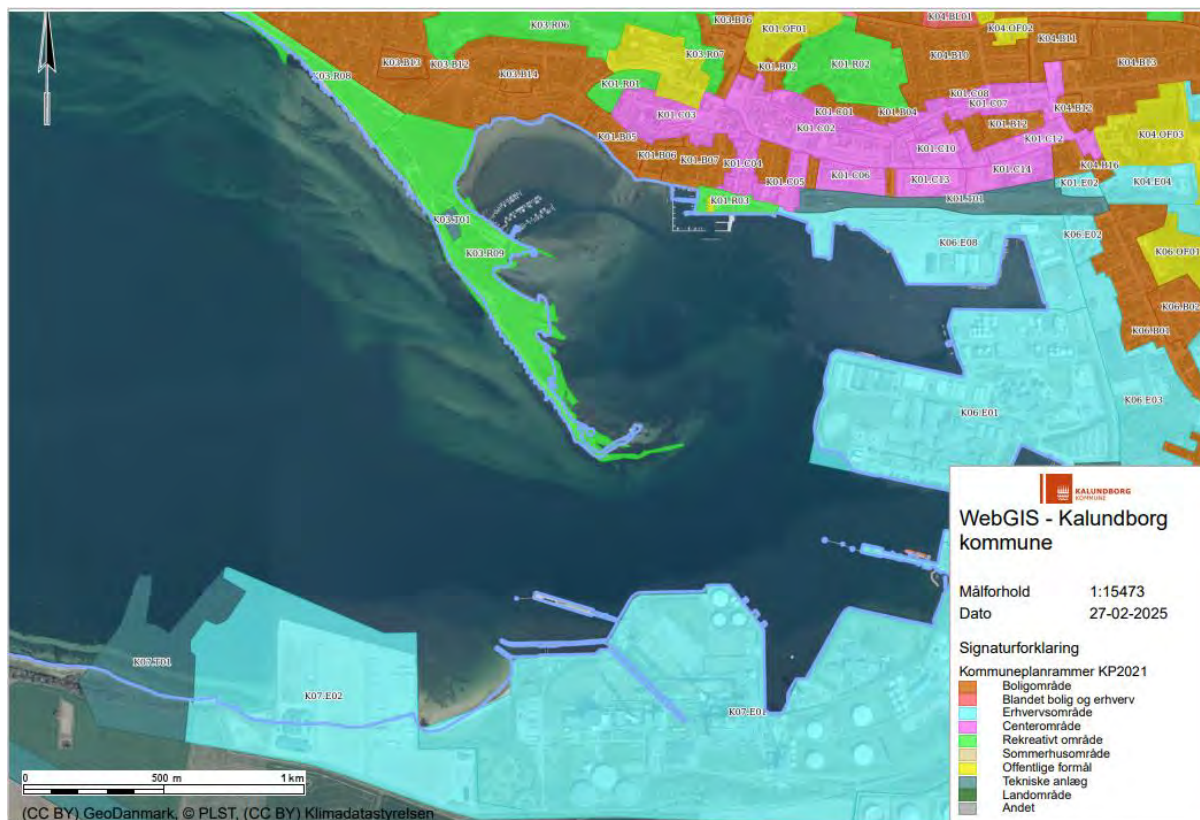 K03.R06
K03.B16
K01.OF01
K04.BL01
K04.OF02
K04.B11
K03.R08
K03.B13
K03.B12
K03.B14
K03.R07
K01.B02
K01.R02
K04.B10
K04.B13
K01.R01
K01.C03
K01.C01
K01.B04
K01.C08
K01.C07
K04.B12
K01.B05
K01.C02
K01.B12
K01.C12
K04.OF03
K01.B06
K01.B07
K01.C04
K01.C10
K04.B16
K01.C05
K01.C06
K01.C13
K01.C14
K01.E02
K04.E04
K01.R03
K01.T01
K03.T01
K03.R09
K06.E08
K06.E02
K06.OF01
K06.B02
K06.B01
K06.E01
K06.E03
K07.T01
K07.E02
K07.E01
KALUNDBORG
KOMMUNE
WebGIS - Kalundborg
kommune
Målforhold 1:15473
Dato 27-02-2025
Signaturforklaring
Kommuneplanrammer KP2021
Boligområde
Blandet bolig og erhverv
Erhvervsområde
Centerområde
Rekreativt område
Sommerhusområde
Offentlige formål
Tekniske anlæg
Landområde
Andet
0 500 m 1 km
(CC BY) GeoDanmark, © PLST, (CC BY) Klimadatastyrelsen